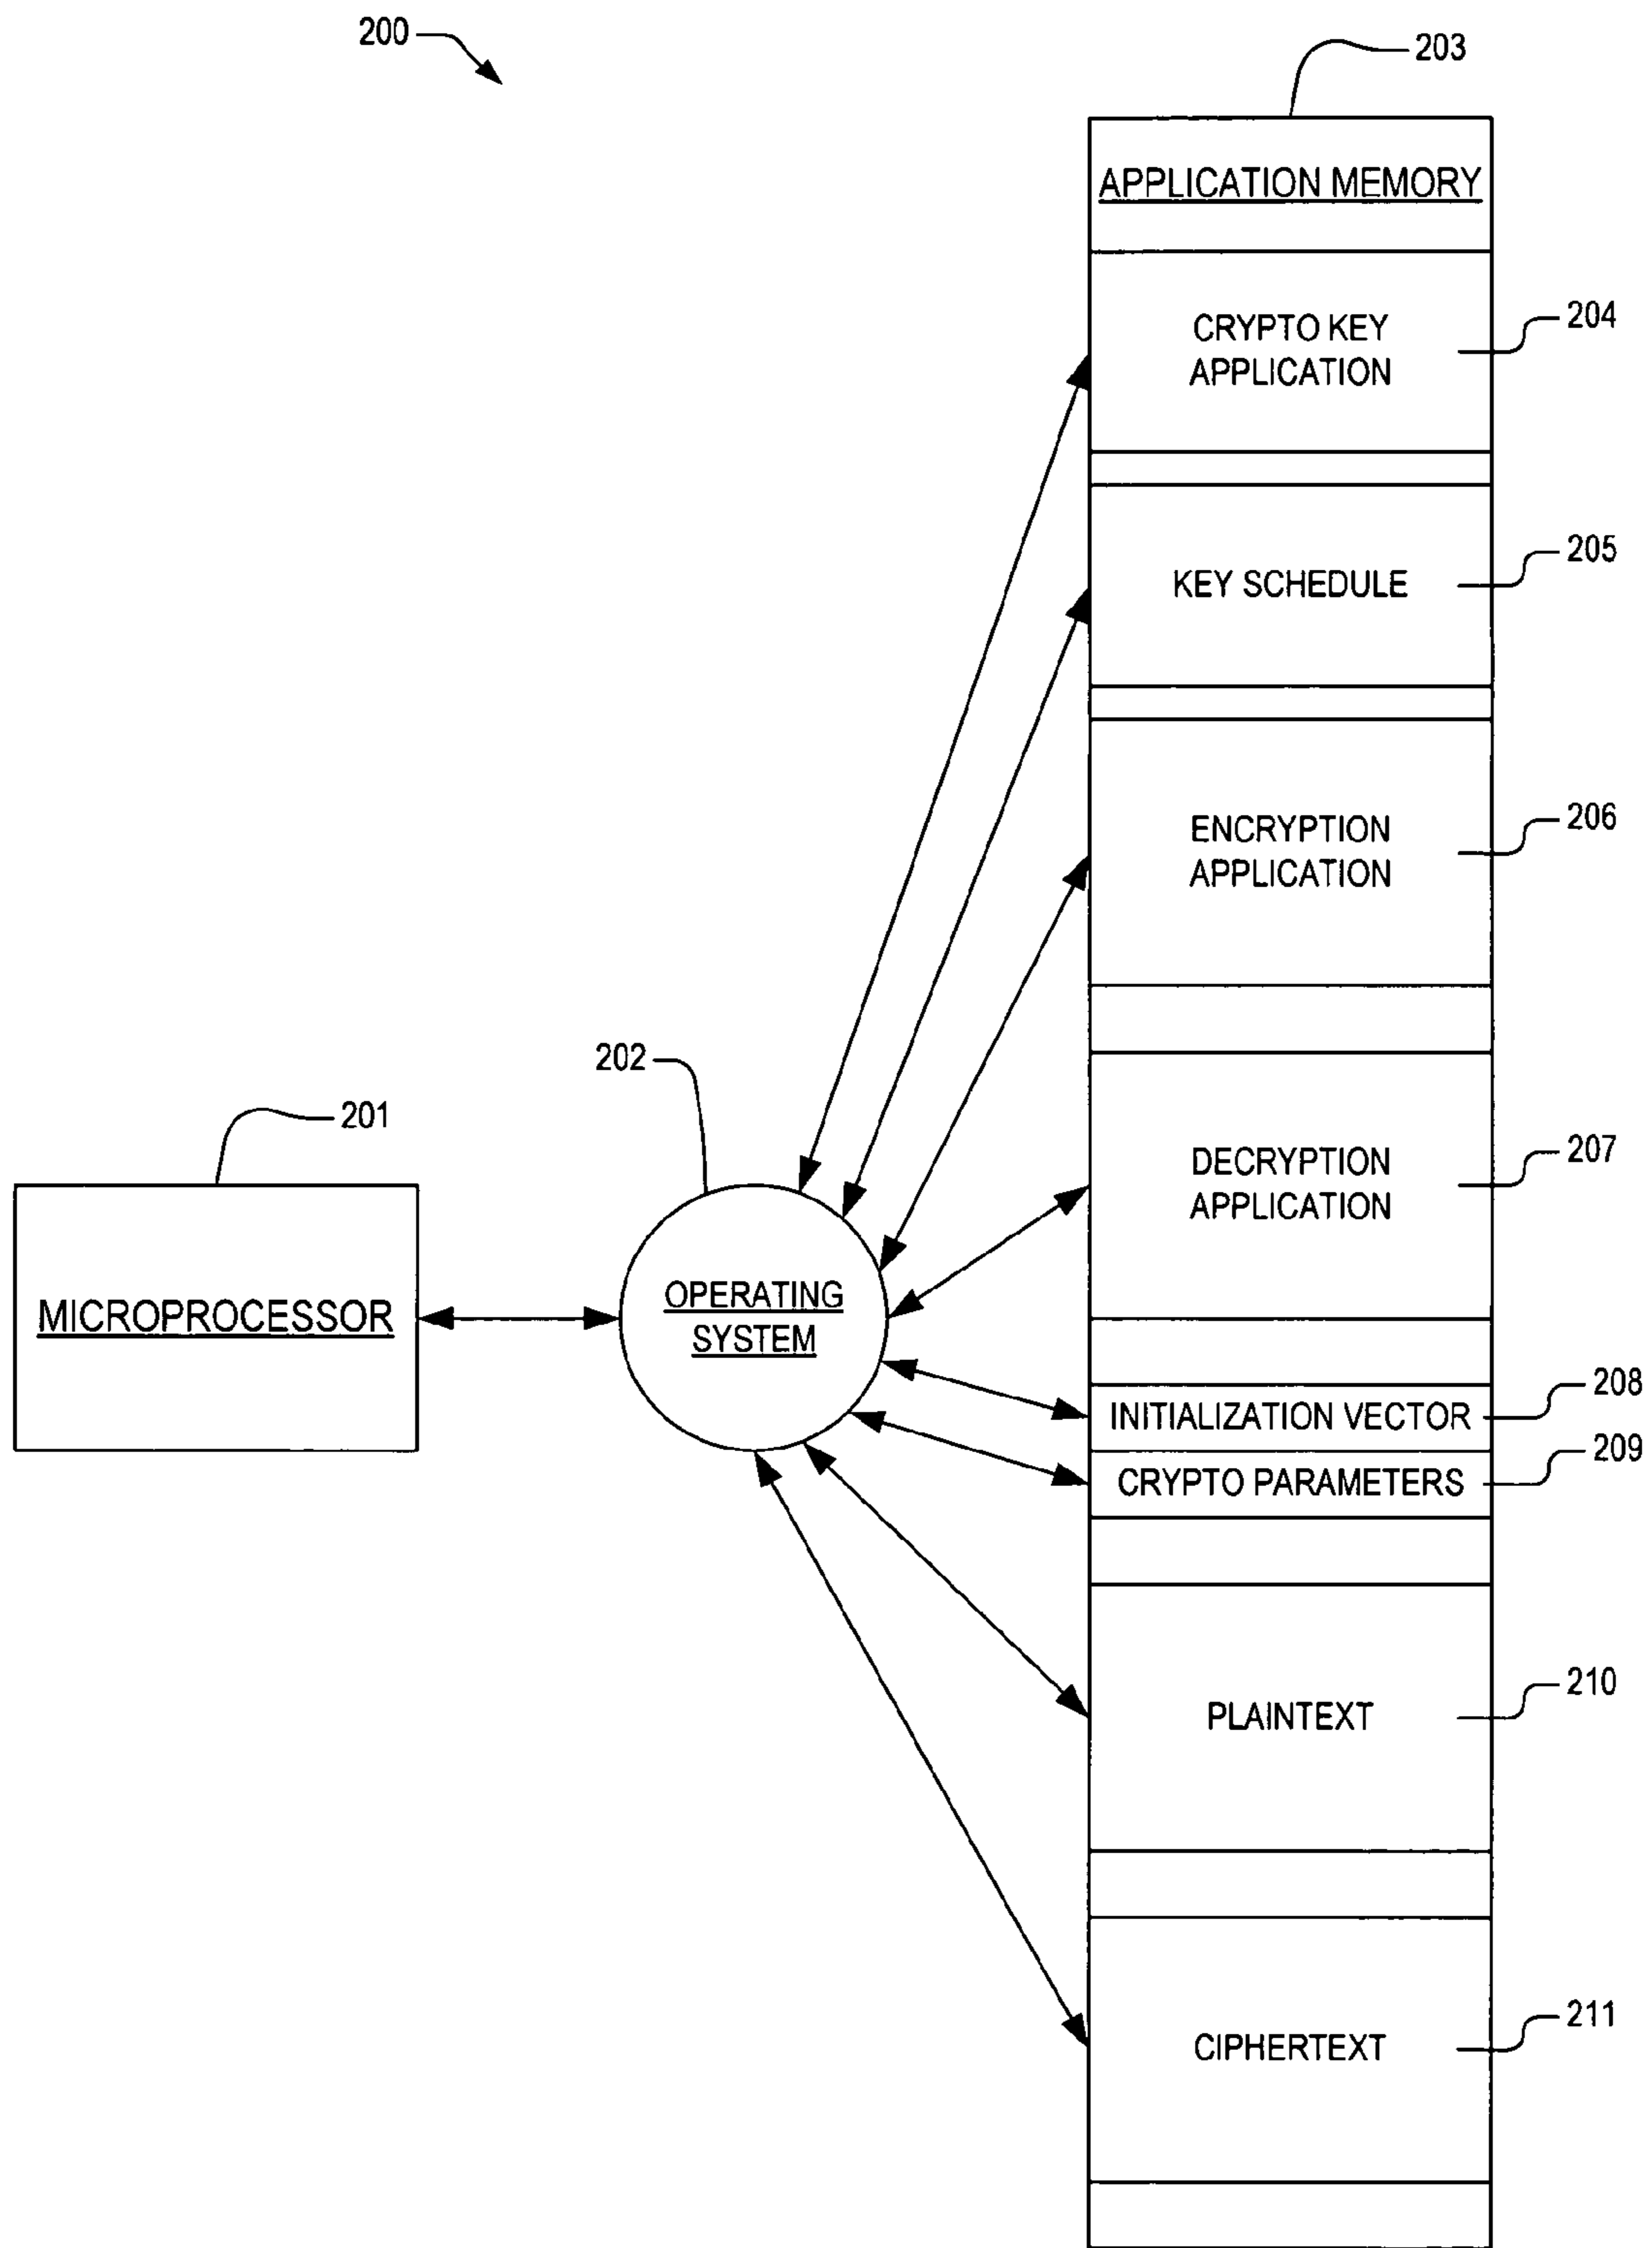 200
203
APPLICATION MEMORY
CRYPTO KEY
APPLICATION
204
KEY SCHEDULE
205
ENCRYPTION
APPLICATION
206
202
201
DECRYPTION
APPLICATION
207
MICROPROCESSOR
OPERATING
SYSTEM
INITIALIZATION VECTOR
208
CRYPTO PARAMETERS
209
PLAINTEXT
210
CIPHERTEXT
211